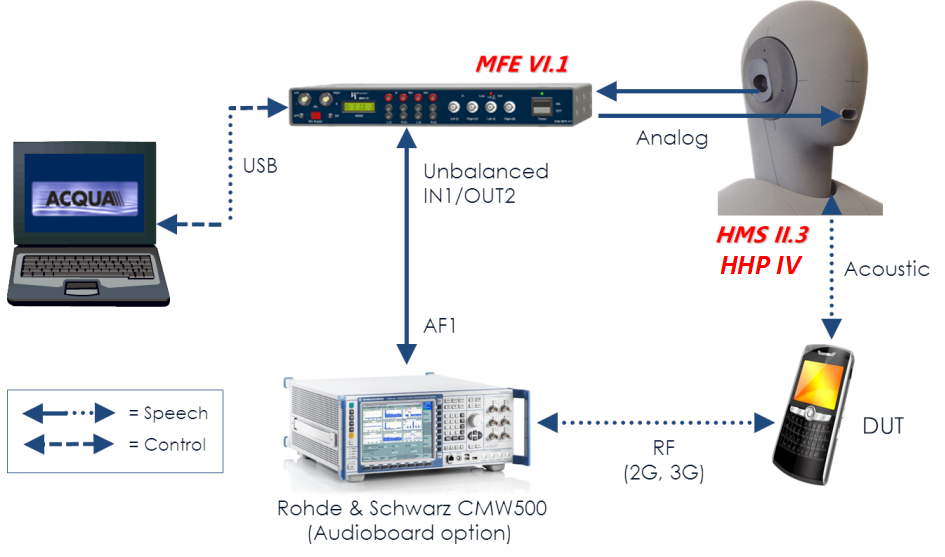 MFE VI.1
Analog
USB
Unbalanced
IN1/OUT2
ACQUA
HMS II.3
HHP IV
Acoustic
AF1
= Speech
= Control
DUT
RF
(2G, 3G)
Rohde & Schwarz CMW500
(Audioboard option)